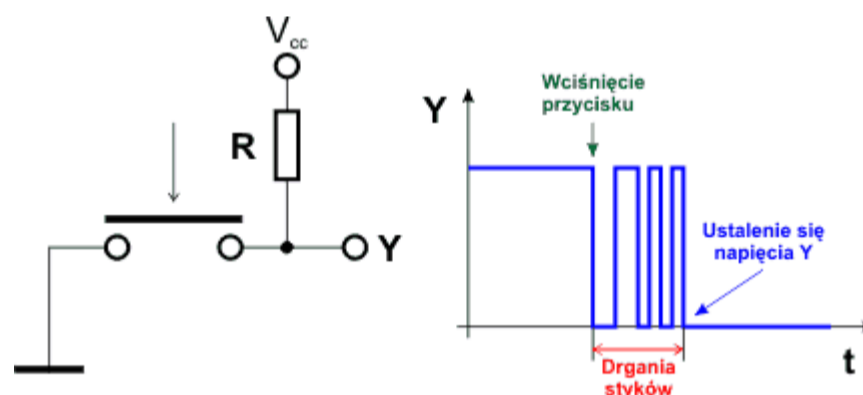 Vcc
R
Y
Y
Wciśnięcie
przycisku
Ustalenie się
napięcia Y
t
Drgania
styków